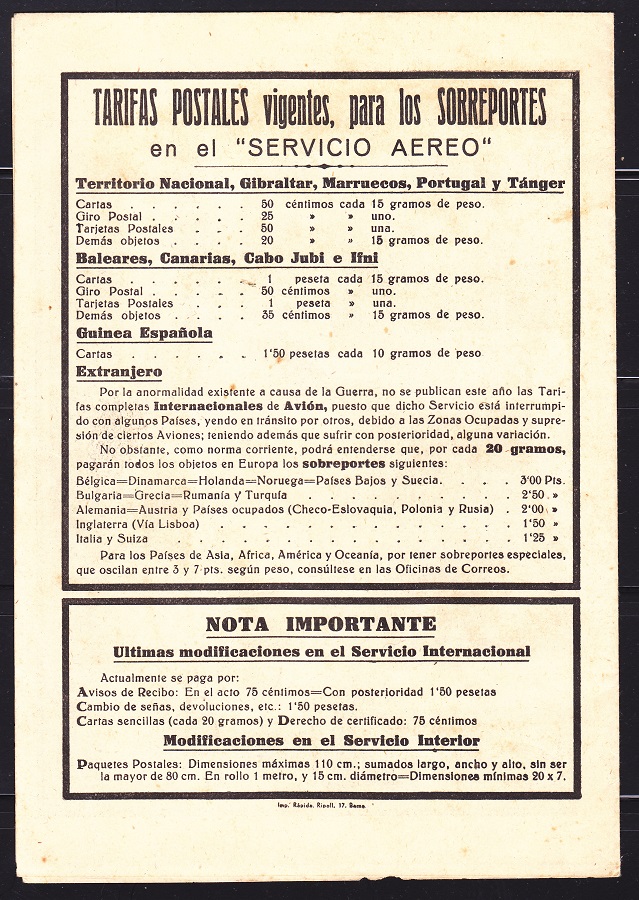 TARIFAS POSTALES vigentes, para los SOBREPORTES
en el "SERVICIO AEREO"
Territorio Nacional, Gibraltar, Marruecos, Portugal y Tánger
Cartas . . . . . . 50 céntimos cada 15 gramos de peso.
Giro Postal . . . . . 25 » » uno.
Tarjetas Postales . . . 50 » » una.
Demás objetos . . . . 20 » » 15 gramos de peso.
Baleares, Canarias, Cabo Jubi e Ifni
Cartas . . . . . . 1 peseta cada 15 gramos de peso.
Giro Postal . . . . . 50 céntimos » uno.
Tarjetas Postales . . . 1 peseta » una.
Demás objetos . . . . 35 céntimos » 15 gramos de peso.
Guinea Española
Cartas . . . . . . 1'50 pesetas cada 10 gramos de peso
Extranjero
Por la anormalidad existente a causa de la Guerra, no se publican este año las Tari-
fas completas Internacionales de Avión, puesto que dicho Servicio está interrumpi-
do con algunos Países, yendo en tránsito por otros, debido a las Zonas Ocupadas y supre-
sión de ciertos Aviones; teniendo además que sufrir con posterioridad, alguna variación.
No obstante, como norma corriente, podrá entenderse que, por cada 20 gramos,
pagarán todos los objetos en Europa los sobreportes siguientes:
Bélgica=Dinamarca=Holanda=Noruega=Países Bajos y Suecia. . . . 3'00 Pts.
Bulgaria=Grecia=Rumanía y Turquía . . . . . . . . . . 2'50 »
Alemania=Austria y Países ocupados (Checo-Eslovaquia, Polonia y Rusia) . 2'00 »
Inglaterra (Vía Lisboa) . . . . . . . . . . . . . 1'50 »
Italia y Suiza . . . . . . . . . . . . . . . 1'25 »
Para los Países de Asia, Africa, América y Oceanía, por tener sobreportes especiales,
que oscilan entre 3 y 7 pts. según peso, consúltese en las Oficinas de Correos.
NOTA IMPORTANTE
Ultimas modificaciones en el Servicio Internacional
Actualmente se paga por:
Avisos de Recibo: En el acto 75 céntimos=Con posterioridad 1'50 pesetas
Cambio de señas, devoluciones, etc.: 1'50 pesetas.
Cartas sencillas (cada 20 gramos) y Derecho de certificado: 75 céntimos
Modificaciones en el Servicio Interior
Paquetes Postales: Dimensiones máximas 110 cm.; sumados largo, ancho y alto, sin ser
la mayor de 80 cm. En rollo 1 metro, y 15 cm. diámetro=Dimensiones mínimas 20 x 7.
Imp. Rápida. Ripoll, 17. Barna.